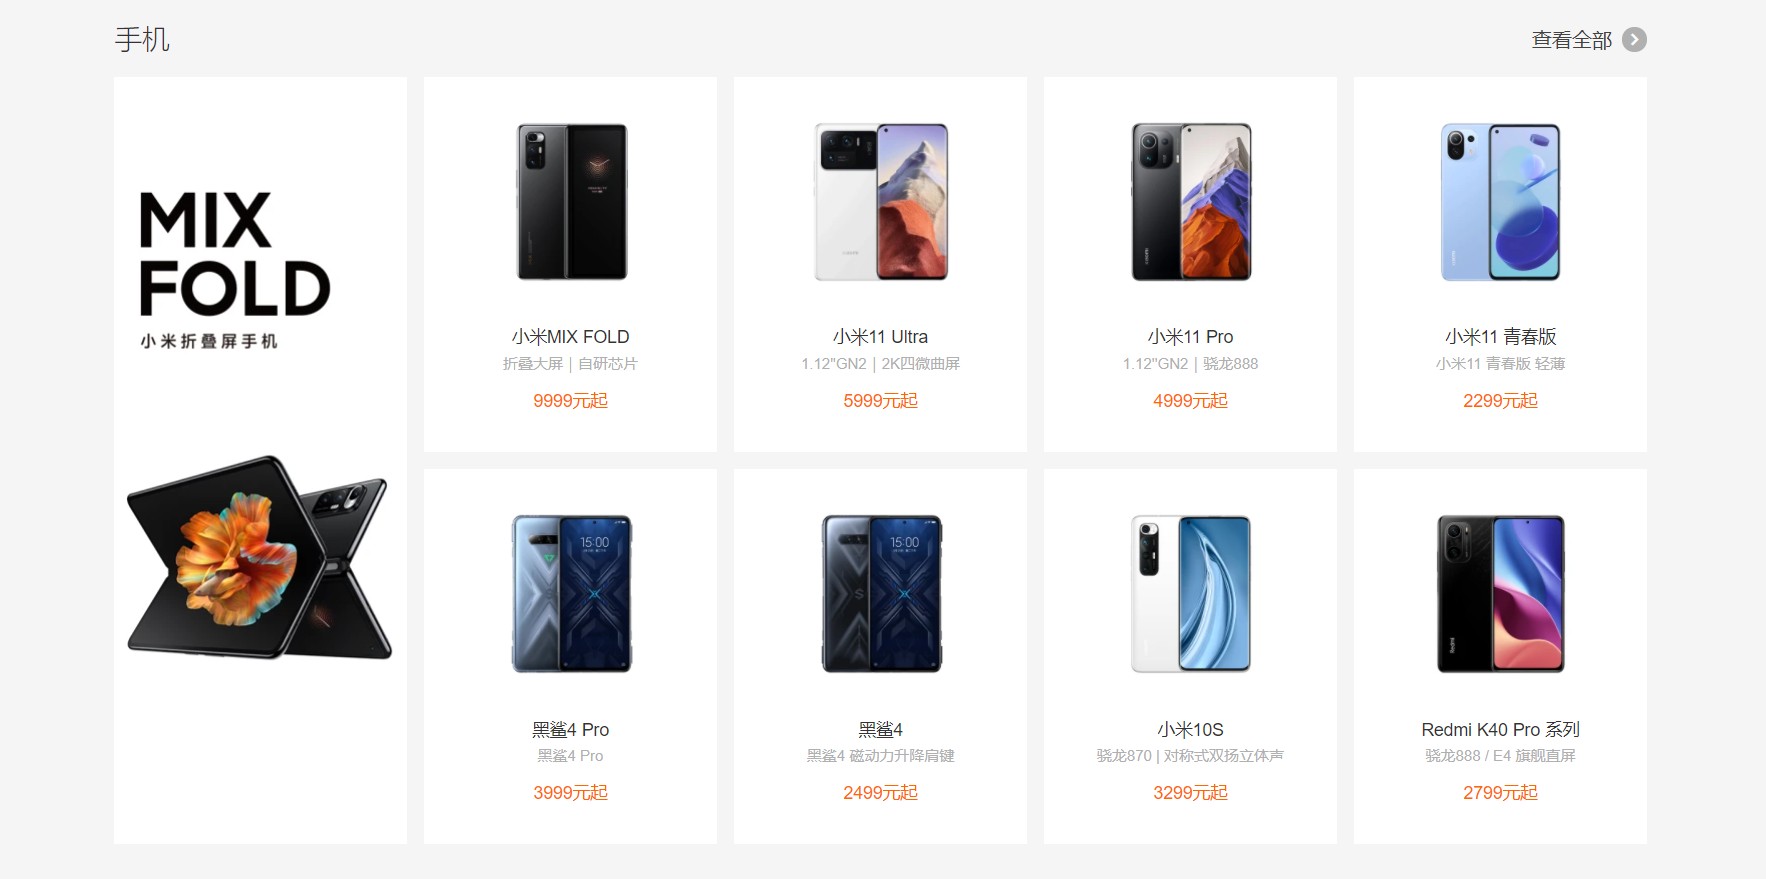 手机
查看全部
MIX
FOLD
小米折叠屏手机
小米MIX FOLD
折叠大屏｜自研芯片
9999元起
小米11 Ultra
1.12"GN2｜2K四微曲屏
5999元起
小米11 Pro
1.12"GN2｜骁龙888
4999元起
小米11 青春版
小米11 青春版 轻薄
2299元起
15:00
黑鲨4 Pro
黑鲨4 Pro
3999元起
15:00
黑鲨4
黑鲨4 磁动力升降肩键
2499元起
小米10S
骁龙870 | 对称式双扬立体声
3299元起
Redmi
Redmi K40 Pro 系列
骁龙888 / E4 旗舰直屏
2799元起